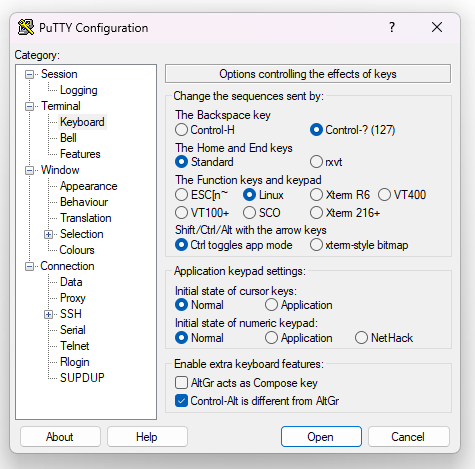 PuTTY Configuration
Category:
Session
Logging
Terminal
Keyboard
Bell
Features
Window
Appearance
Behaviour
Translation
Selection
Colours
Connection
Data
Proxy
SSH
Serial
Telnet
Rlogin
SUPDUP
Options controlling the effects of keys
Change the sequences sent by:
The Backspace key
Control-H Control-? (127)
The Home and End keys
Standard rxvt
The Function keys and keypad
ESC[n~ Linux Xterm R6 VT400
VT100+ SCO Xterm 216+
Shift/Ctrl/Alt with the arrow keys
Ctrl toggles app mode xterm-style bitmap
Application keypad settings:
Initial state of cursor keys:
Normal Application
Initial state of numeric keypad:
Normal Application NetHack
Enable extra keyboard features:
AltGr acts as Compose key
Control-Alt is different from AltGr
About Help Open Cancel